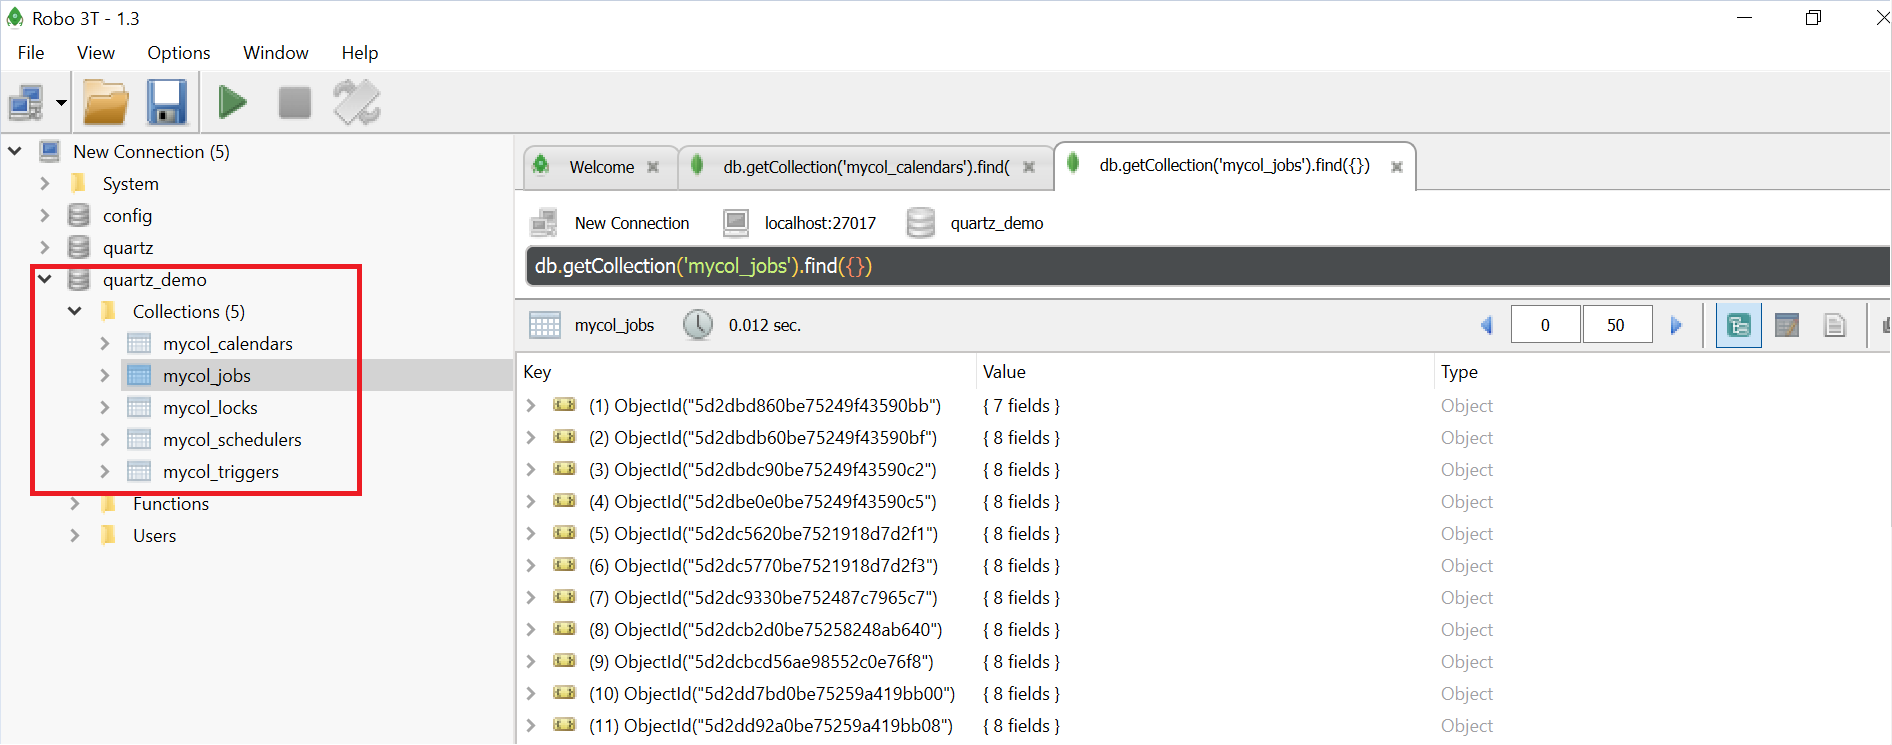 Robo 3T - 1.3
File View Options Window Help
New Connection (5)
System
config
quartz
quartz_demo
Collections (5)
mycol_calendars
mycol_jobs
mycol_locks
mycol_schedulers
mycol_triggers
Functions
Users
Welcome db.getCollection('mycol_calendars').find( db.getCollection('mycol_jobs').find({})
New Connection localhost:27017 quartz_demo
db.getCollection('mycol_jobs').find({})
mycol_jobs 0.012 sec. 0 50
Key Value Type
(1) ObjectId("5d2dbd860be75249f43590bb") { 7 fields } Object
(2) ObjectId("5d2dbdb60be75249f43590bf") { 8 fields } Object
(3) ObjectId("5d2dbdc90be75249f43590c2") { 8 fields } Object
(4) ObjectId("5d2dbe0e0be75249f43590c5") { 8 fields } Object
(5) ObjectId("5d2dc5620be7521918d7d2f1") { 8 fields } Object
(6) ObjectId("5d2dc5770be7521918d7d2f3") { 8 fields } Object
(7) ObjectId("5d2dc9330be752487c7965c7") { 8 fields } Object
(8) ObjectId("5d2dcb2d0be75258248ab640") { 8 fields } Object
(9) ObjectId("5d2dcbcd56ae98552c0e76f8") { 8 fields } Object
(10) ObjectId("5d2dd7bd0be75259a419bb00") { 8 fields } Object
(11) ObjectId("5d2dd92a0be75259a419bb08") { 8 fields } Object